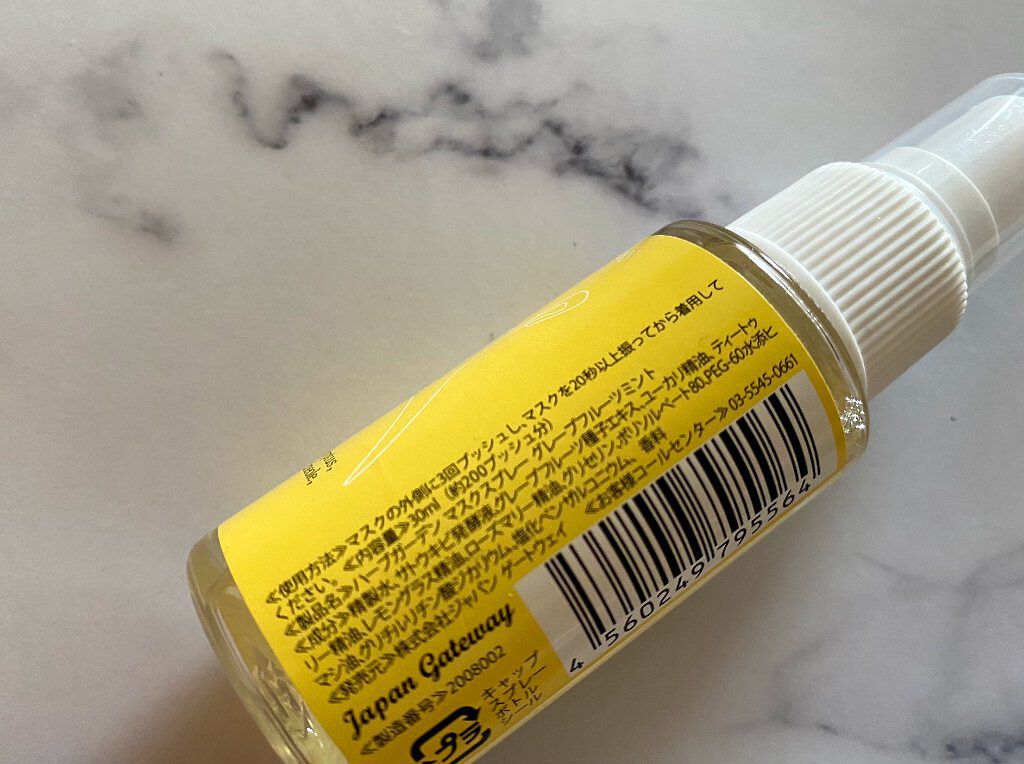 ≪使用方法≫マスクの外側に3回プッシュし、マスクを20秒以上振ってから着用して
ください。≪内容量≫30ml（約200プッシュ分）
≪製品名≫ハーブガーデン マスクスプレー グレープフルーツミント
≪成分≫精製水、サトウキビ発酵液、グレープフルーツ種子エキス、ユーカリ精油、ティートゥ
リー精油、レモングラス精油、ローズマリー精油、グリセリン、ポリソルベート80、PEG-60水添ヒ
マシ油、グリチルリチン酸ジカリウム、塩化ベンザルコニウム、香料
≪発売元≫株式会社ジャパン ゲートウェイ ≪お客様コールセンター≫03-5545-0661
Japan Gateway
≪製造番号≫2008002
プラ
キャップ
スプレー
ボトル
シール
4 560249 795564